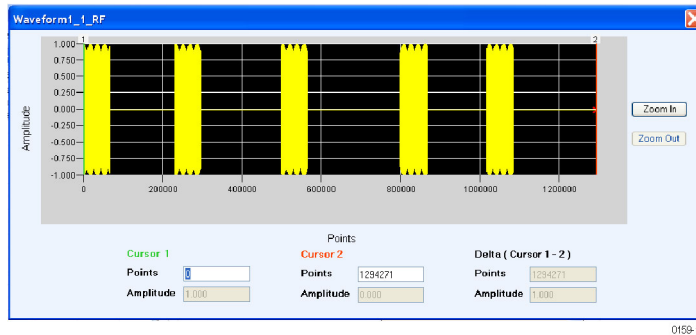 Waveform1_1_RF
1 2
1.000
0.750
0.500
0.250
0.000
-0.250
-0.500
-0.750
-1.000
Amplitude
0 200000 400000 600000 800000 1000000 1200000
Points
Zoom In
Zoom Out
Cursor 1 Cursor 2 Delta ( Cursor 1 - 2 )
Points 0 Points 1294271 Points 1294271
Amplitude 1.000 Amplitude 0.000 Amplitude 1.000
0159-